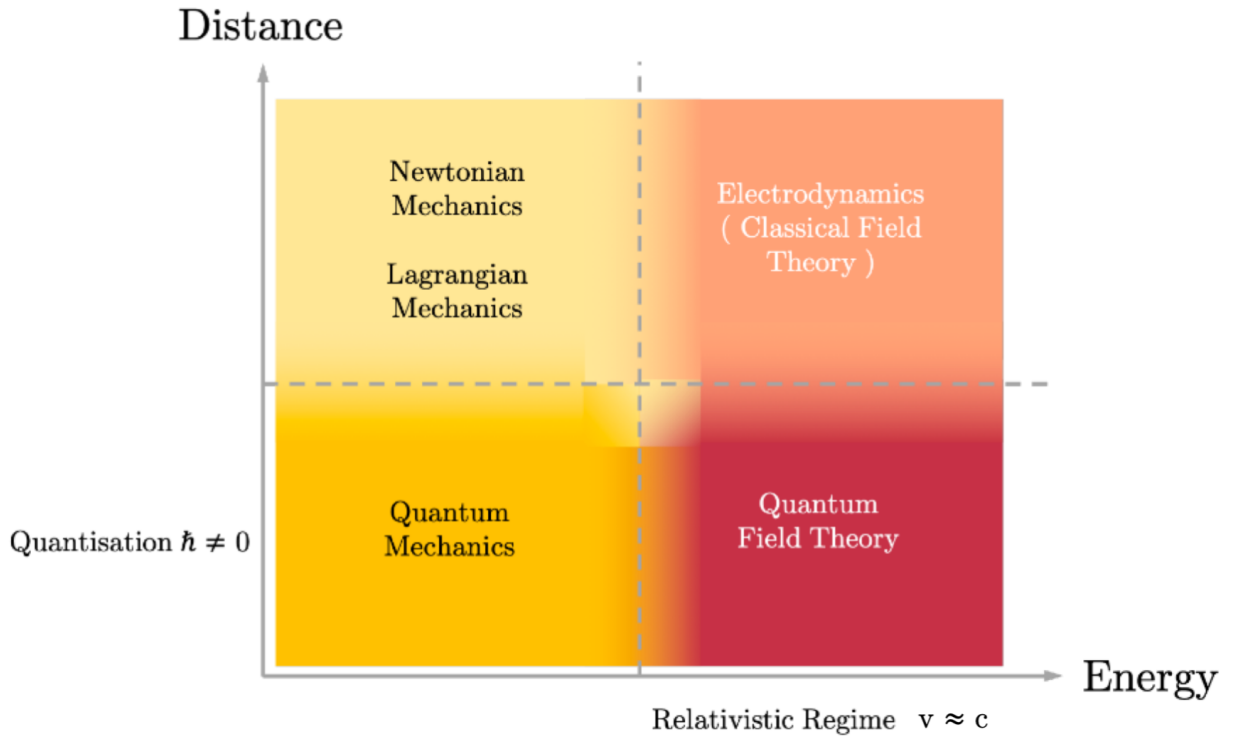 Distance
Newtonian
Mechanics
Lagrangian
Mechanics
Electrodynamics
( Classical Field
Theory )
Quantisation ℏ ≠ 0
Quantum
Mechanics
Quantum
Field Theory
Energy
Relativistic Regime v ≈ c